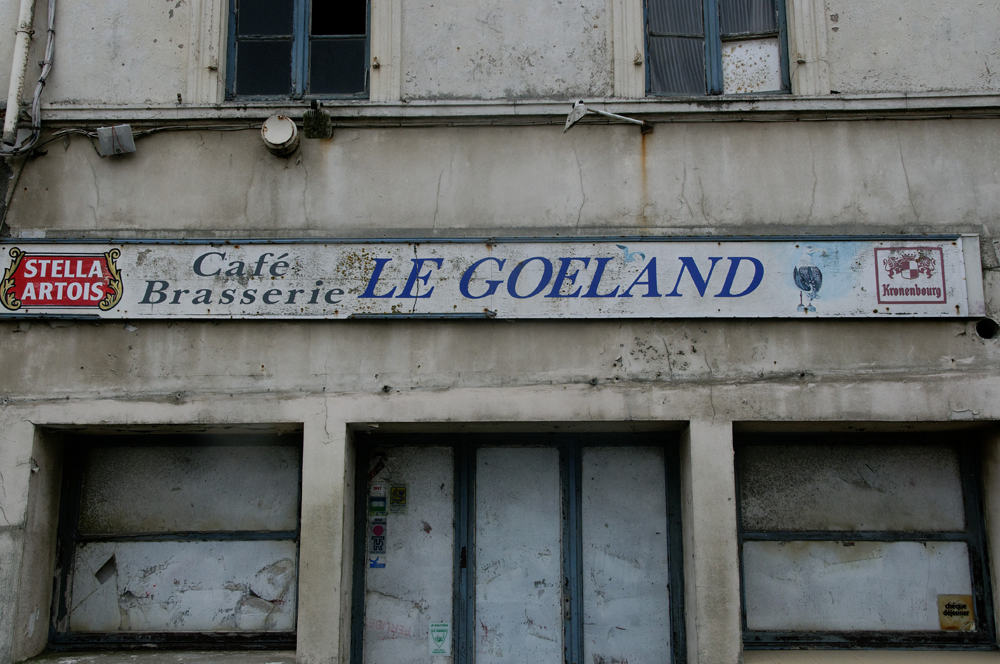 STELLA
ARTOIS
Café
Brasserie
LE GOELAND
Kronenbourg
chèque
déjeuner